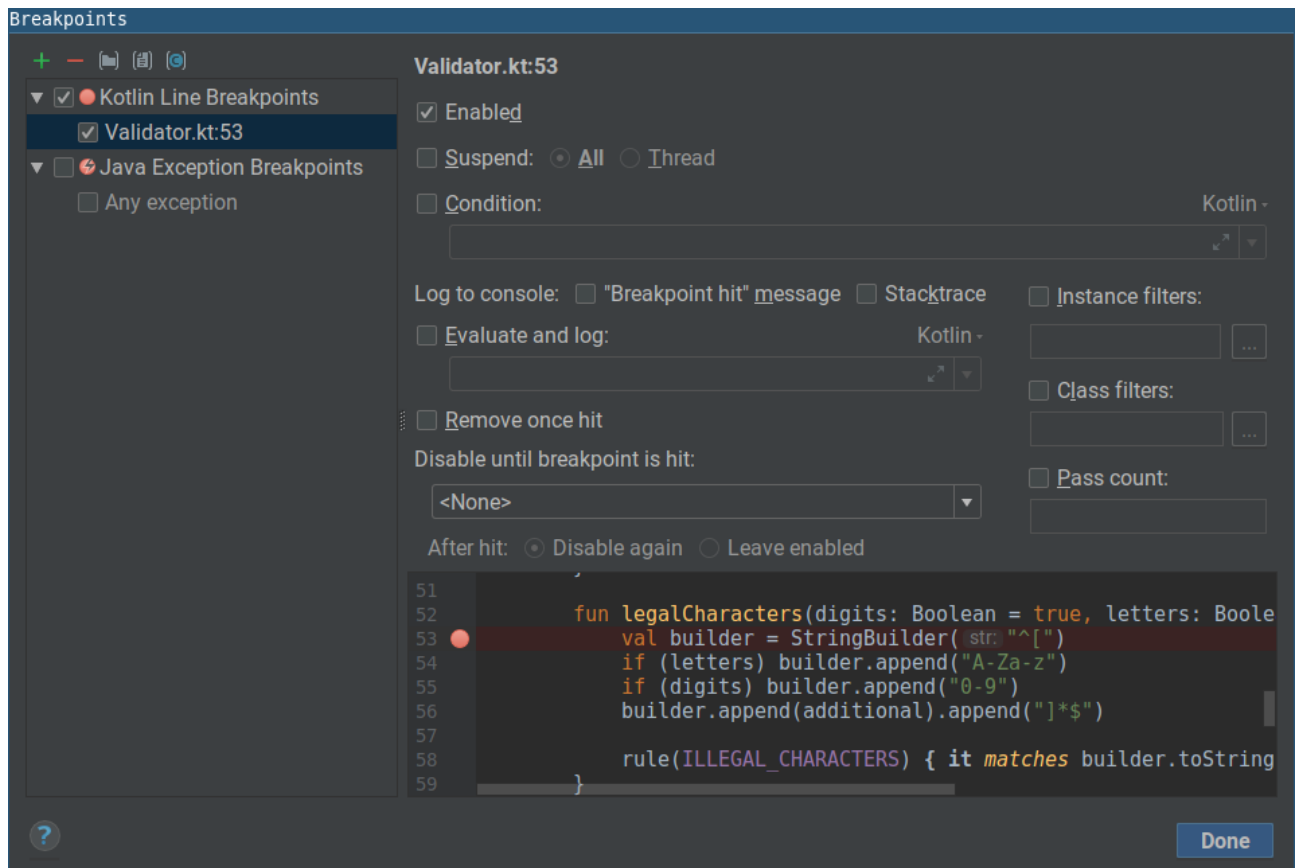 Breakpoints
Kotlin Line Breakpoints
Validator.kt:53
Java Exception Breakpoints
Any exception
Validator.kt:53
Enabled
Suspend: All Thread
Condition: Kotlin
Log to console: "Breakpoint hit" message Stacktrace
Instance filters:
Evaluate and log: Kotlin
...
Class filters:
Remove once hit
...
Disable until breakpoint is hit:
Pass count:
<None>
After hit: Disable again Leave enabled
51
52 fun legalCharacters(digits: Boolean = true, letters: Boole
53 val builder = StringBuilder( str: "^[")
54 if (letters) builder.append("A-Za-z")
55 if (digits) builder.append("0-9")
56 builder.append(additional).append("]*$")
57
58 rule(ILLEGAL_CHARACTERS) { it matches builder.toString
59 }
?
Done